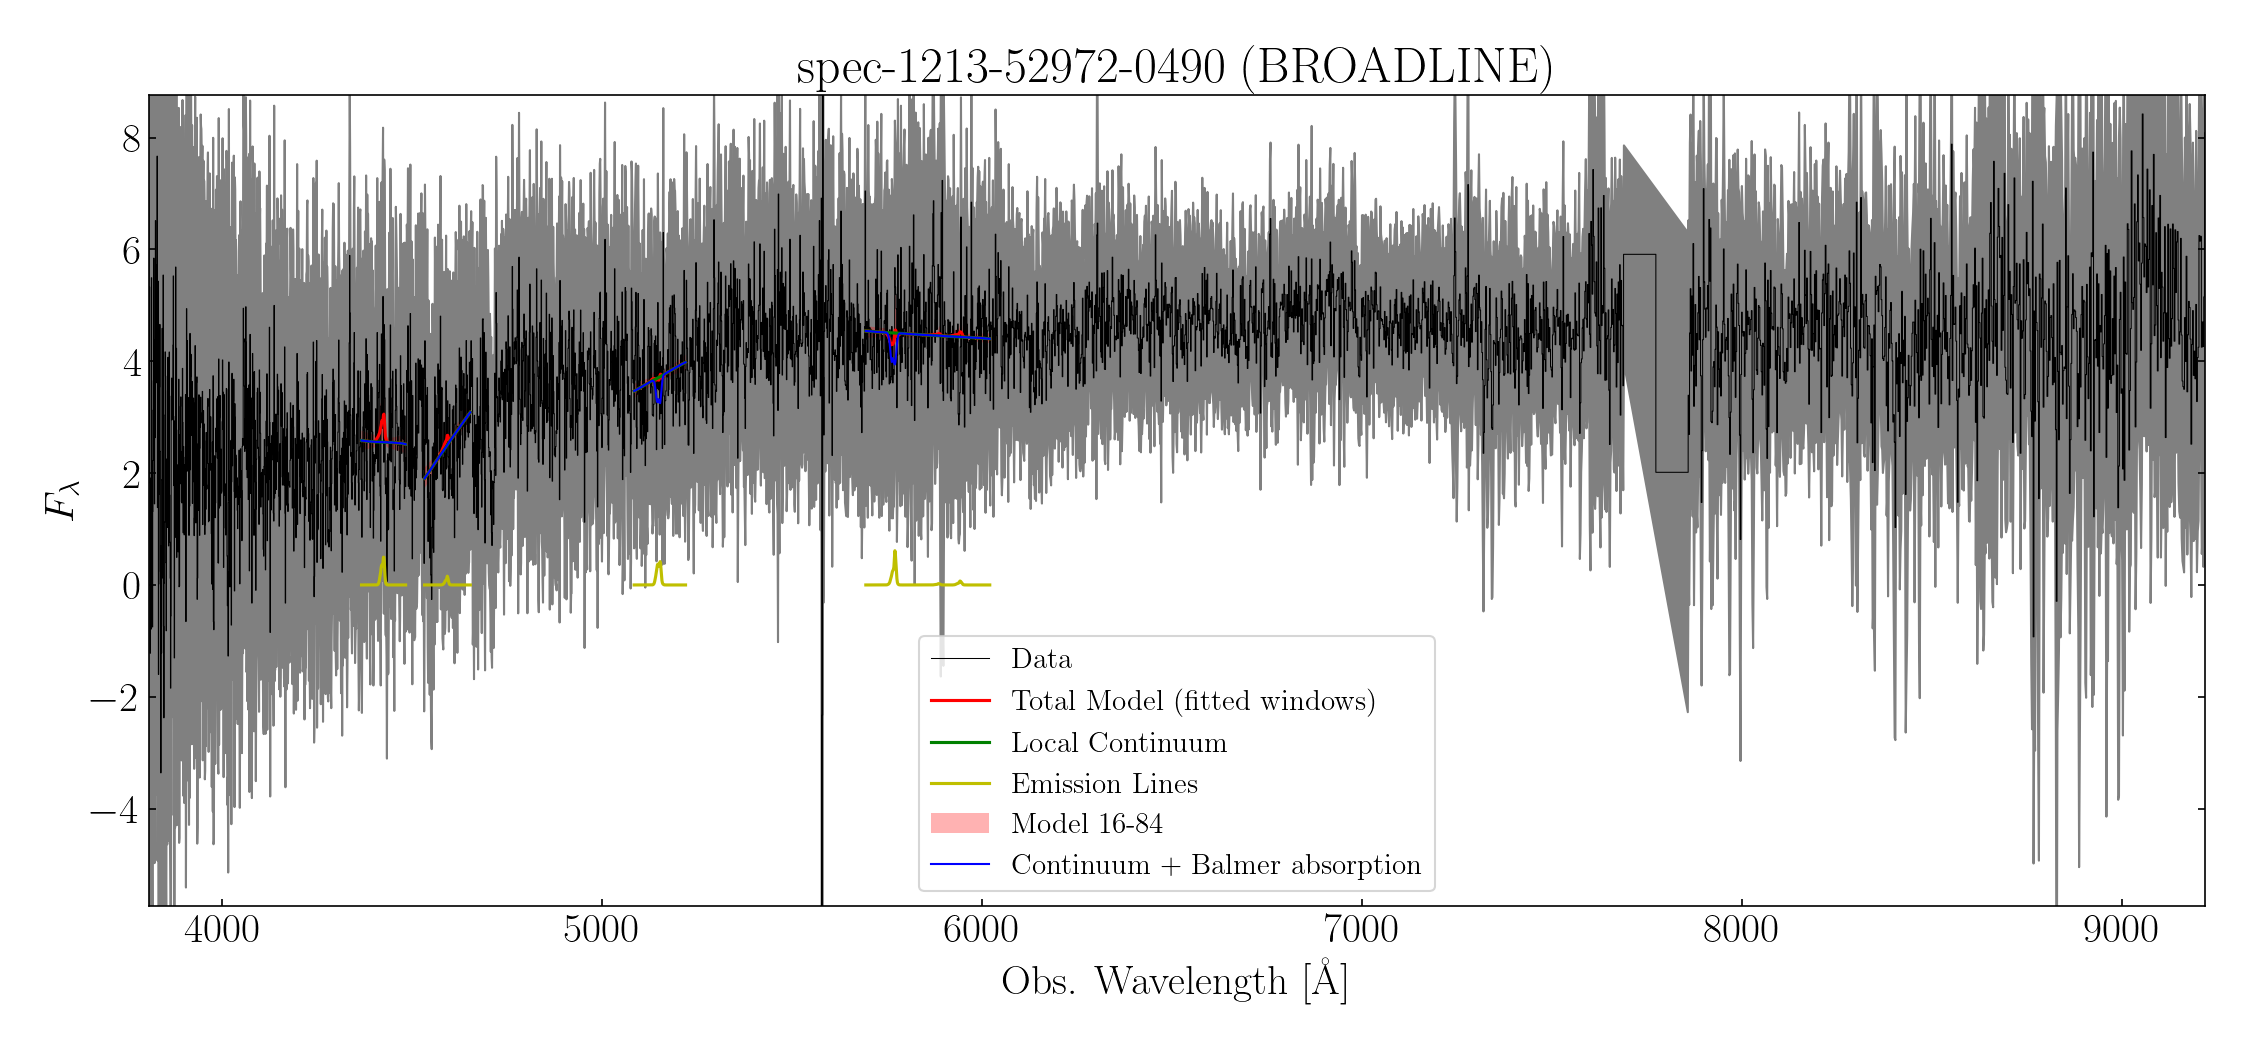 spec-1213-52972-0490 (BROADLINE)
8
6
4
2
0
−2
−4
F_λ
Data
Total Model (fitted windows)
Local Continuum
Emission Lines
Model 16-84
Continuum + Balmer absorption
4000 5000 6000 7000 8000 9000
Obs. Wavelength [Å]